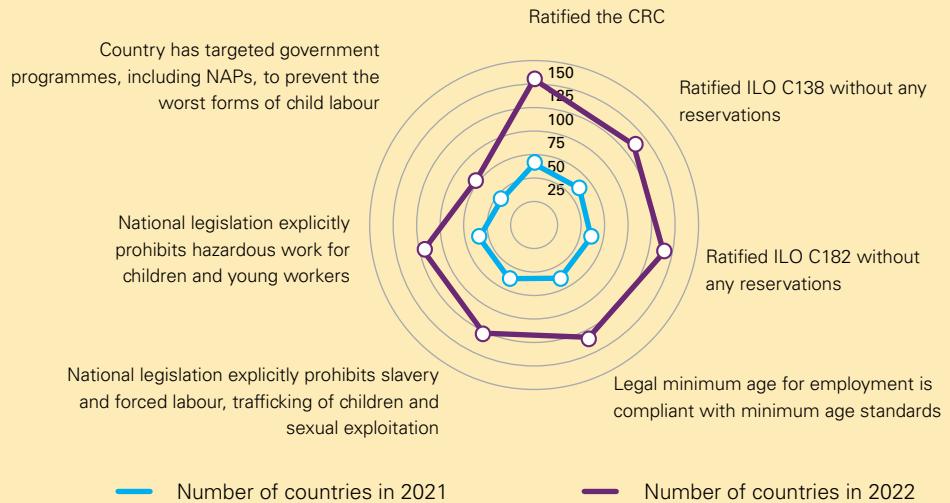 Ratified the CRC
Country has targeted government
programmes, including NAPs, to prevent the
worst forms of child labour
150
125
100
75
50
25
Ratified ILO C138 without any
reservations
National legislation explicitly
prohibits hazardous work for
children and young workers
Ratified ILO C182 without
any reservations
National legislation explicitly prohibits slavery
and forced labour, trafficking of children and
sexual exploitation
Legal minimum age for employment is
compliant with minimum age standards
Number of countries in 2021
Number of countries in 2022